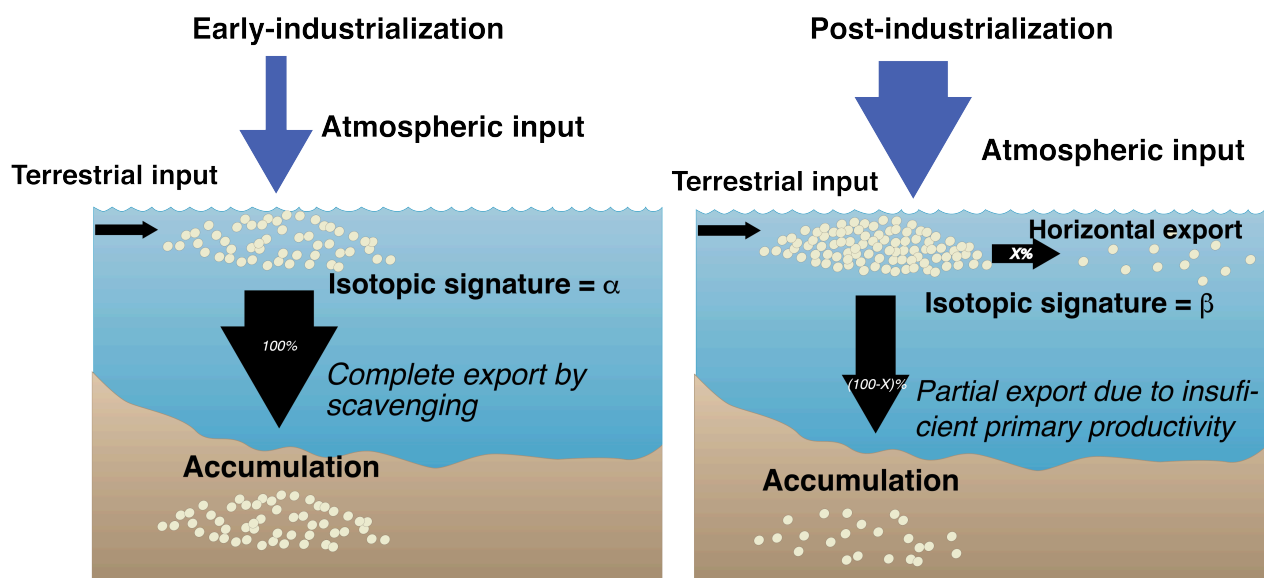 Early-industrialization
Atmospheric input
Terrestrial input
Isotopic signature = α
100%
Complete export by
scavenging
Accumulation
Post-industrialization
Atmospheric input
Terrestrial input
Horizontal export
X%
Isotopic signature = β
(100-X)%
Partial export due to insuffi-
cient primary productivity
Accumulation